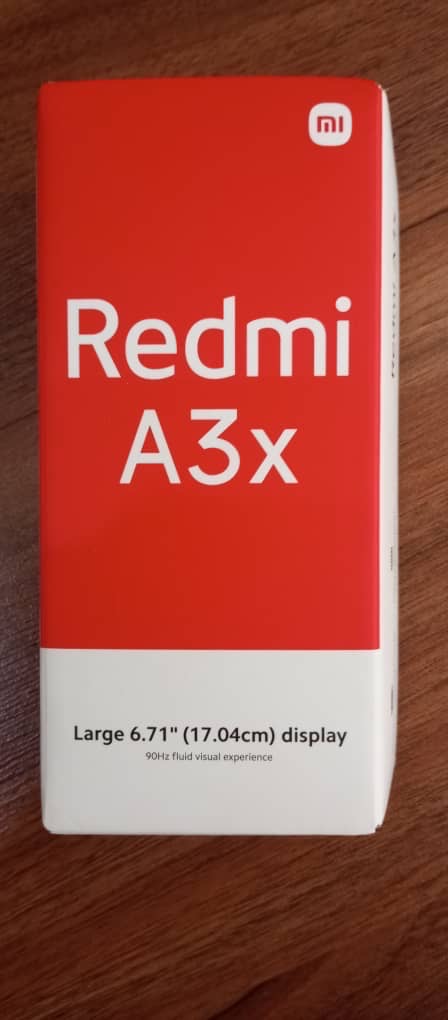 mi
Redmi
A3x
Large 6.71" (17.04cm) display
90Hz fluid visual experience